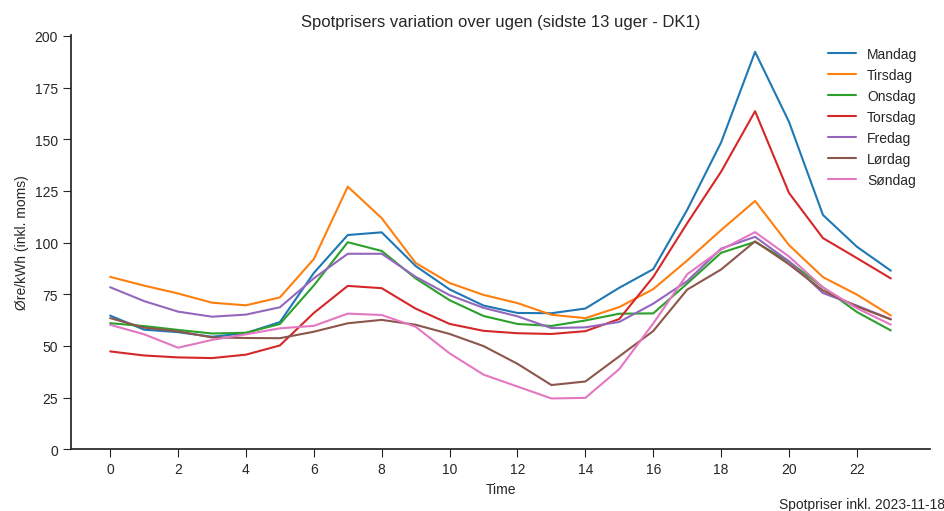 Spotprisers variation over ugen (sidste 13 uger - DK1)
Øre/kWh (inkl. moms)
200
175
150
125
100
75
50
25
0
Mandag
Tirsdag
Onsdag
Torsdag
Fredag
Lørdag
Søndag
0 2 4 6 8 10 12 14 16 18 20 22
Time
Spotpriser inkl. 2023-11-18